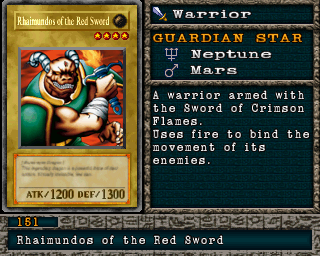 Rhaimundos of the Red Sword
ATK/1200 DEF/1300
Warrior
GUARDIAN STAR
Neptune
Mars
A warrior armed with
the Sword of Crimson
Flames.
Uses fire to bind the
movement of its
enemies.
151
Rhaimundos of the Red Sword